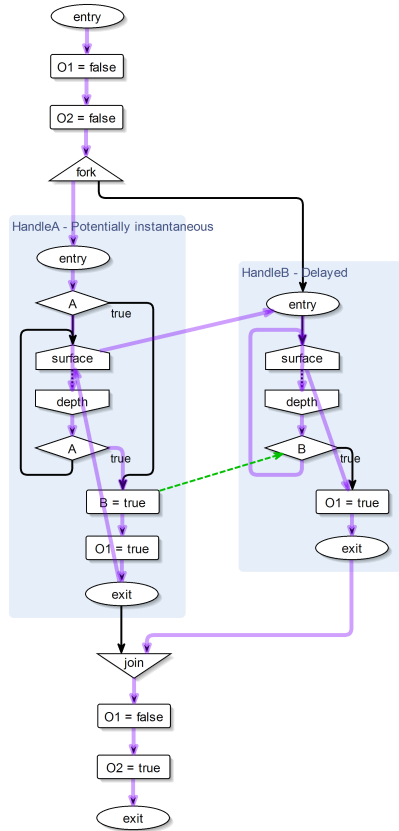 entry
O1 = false
O2 = false
fork
HandleA - Potentially instantaneous
entry
A
true
surface
depth
A
true
B = true
O1 = true
exit
HandleB - Delayed
entry
surface
depth
B
true
O1 = true
exit
join
O1 = false
O2 = true
exit